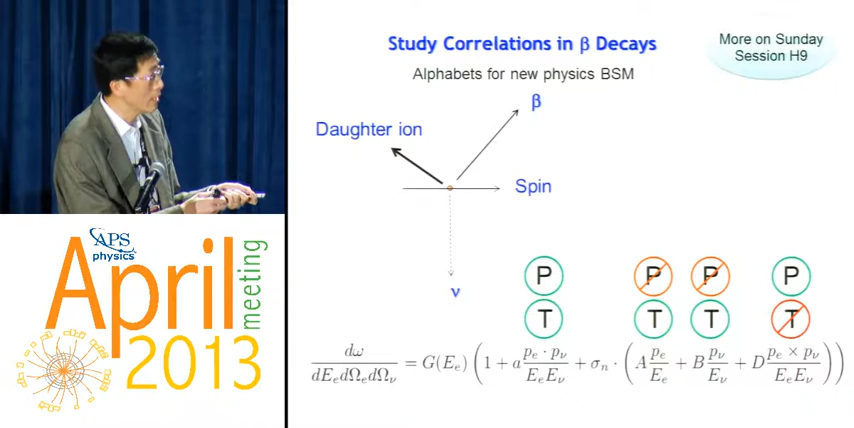 Study Correlations in β Decays
More on Sunday
Session H9
Alphabets for new physics BSM
β
Daughter ion
Spin
ν
P P P P
T T T T
dω/dE_e dΩ_e dΩ_ν = G(E_e) ( 1 + a p_e · p_ν/E_e E_ν + σ_n · ( A p_e/E_e + B p_ν/E_ν + D p_e × p_ν/E_e E_ν ) )
APS
physics
April
meeting
2013